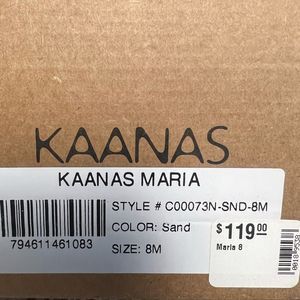 KAANAS
KAANAS MARIA
STYLE # C00073N-SND-8M
COLOR: Sand
794611461083
SIZE: 8M
$119.00
Maria 8